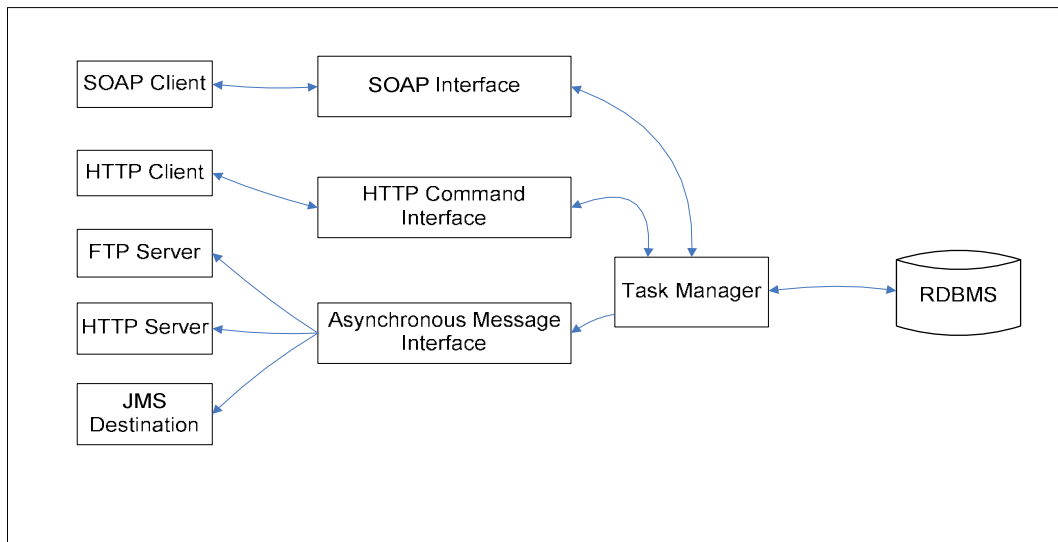 SOAP Client
SOAP Interface
HTTP Client
HTTP Command
Interface
FTP Server
Task Manager
RDBMS
HTTP Server
Asynchronous Message
Interface
JMS
Destination